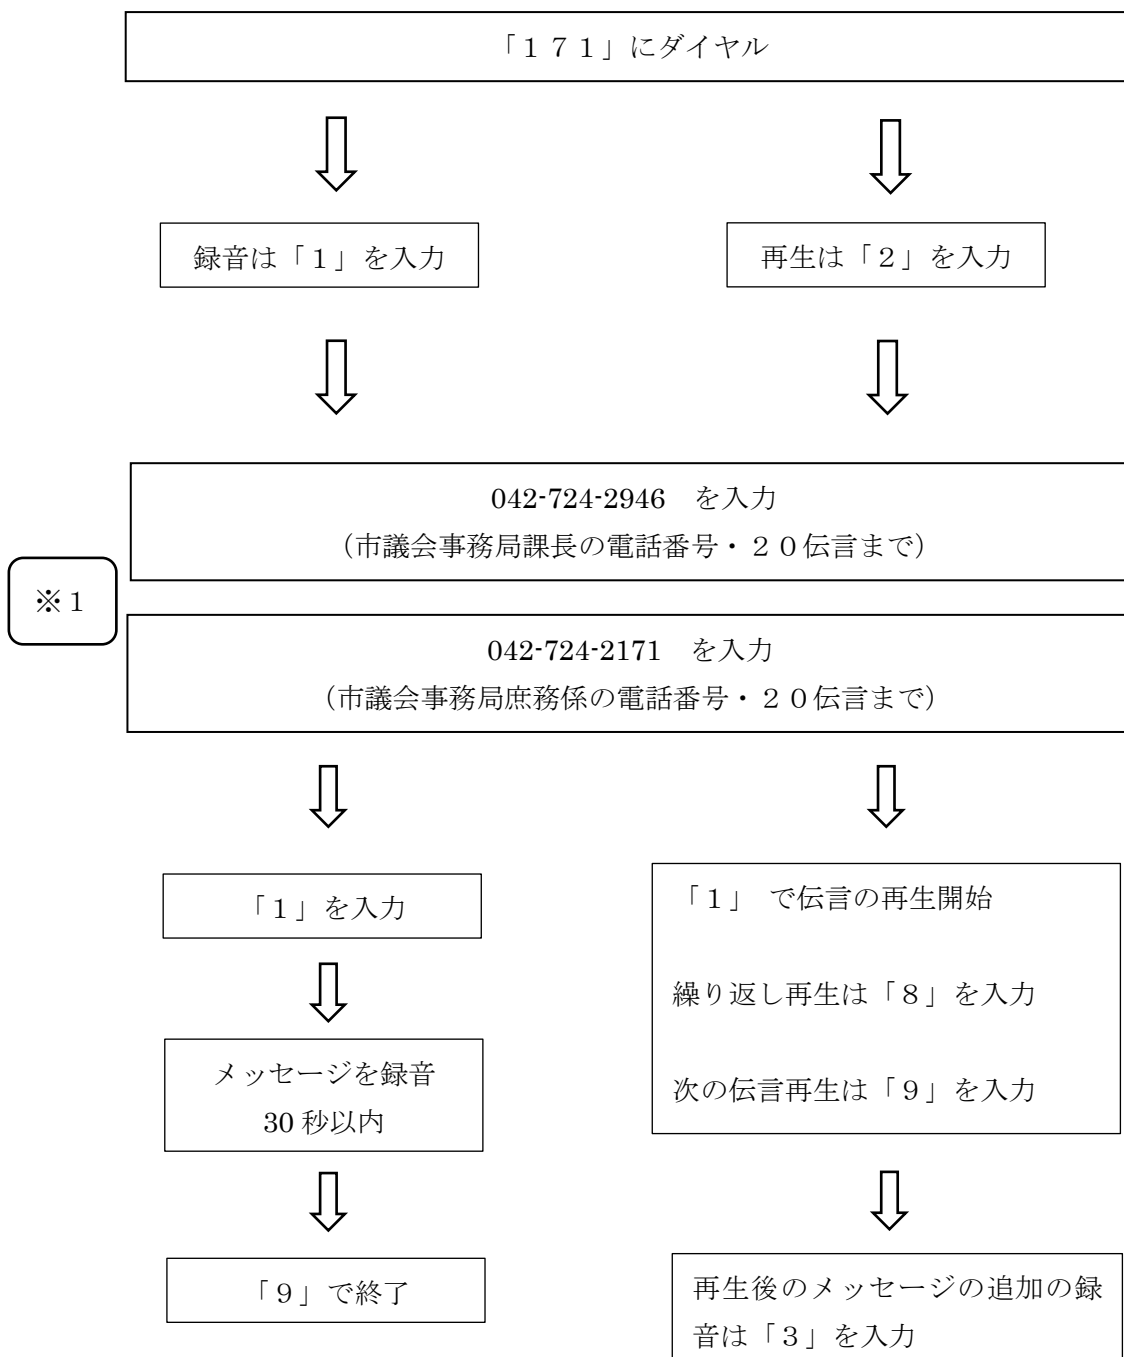 「１７１」にダイヤル
録音は「１」を入力
再生は「２」を入力
042-724-2946　を入力
（市議会事務局課長の電話番号・２０伝言まで）
※１
042-724-2171　を入力
（市議会事務局庶務係の電話番号・２０伝言まで）
「１」を入力
メッセージを録音
30 秒以内
「９」で終了
「１」 で伝言の再生開始
繰り返し再生は「８」を入力
次の伝言再生は「９」を入力
再生後のメッセージの追加の録
音は「３」を入力